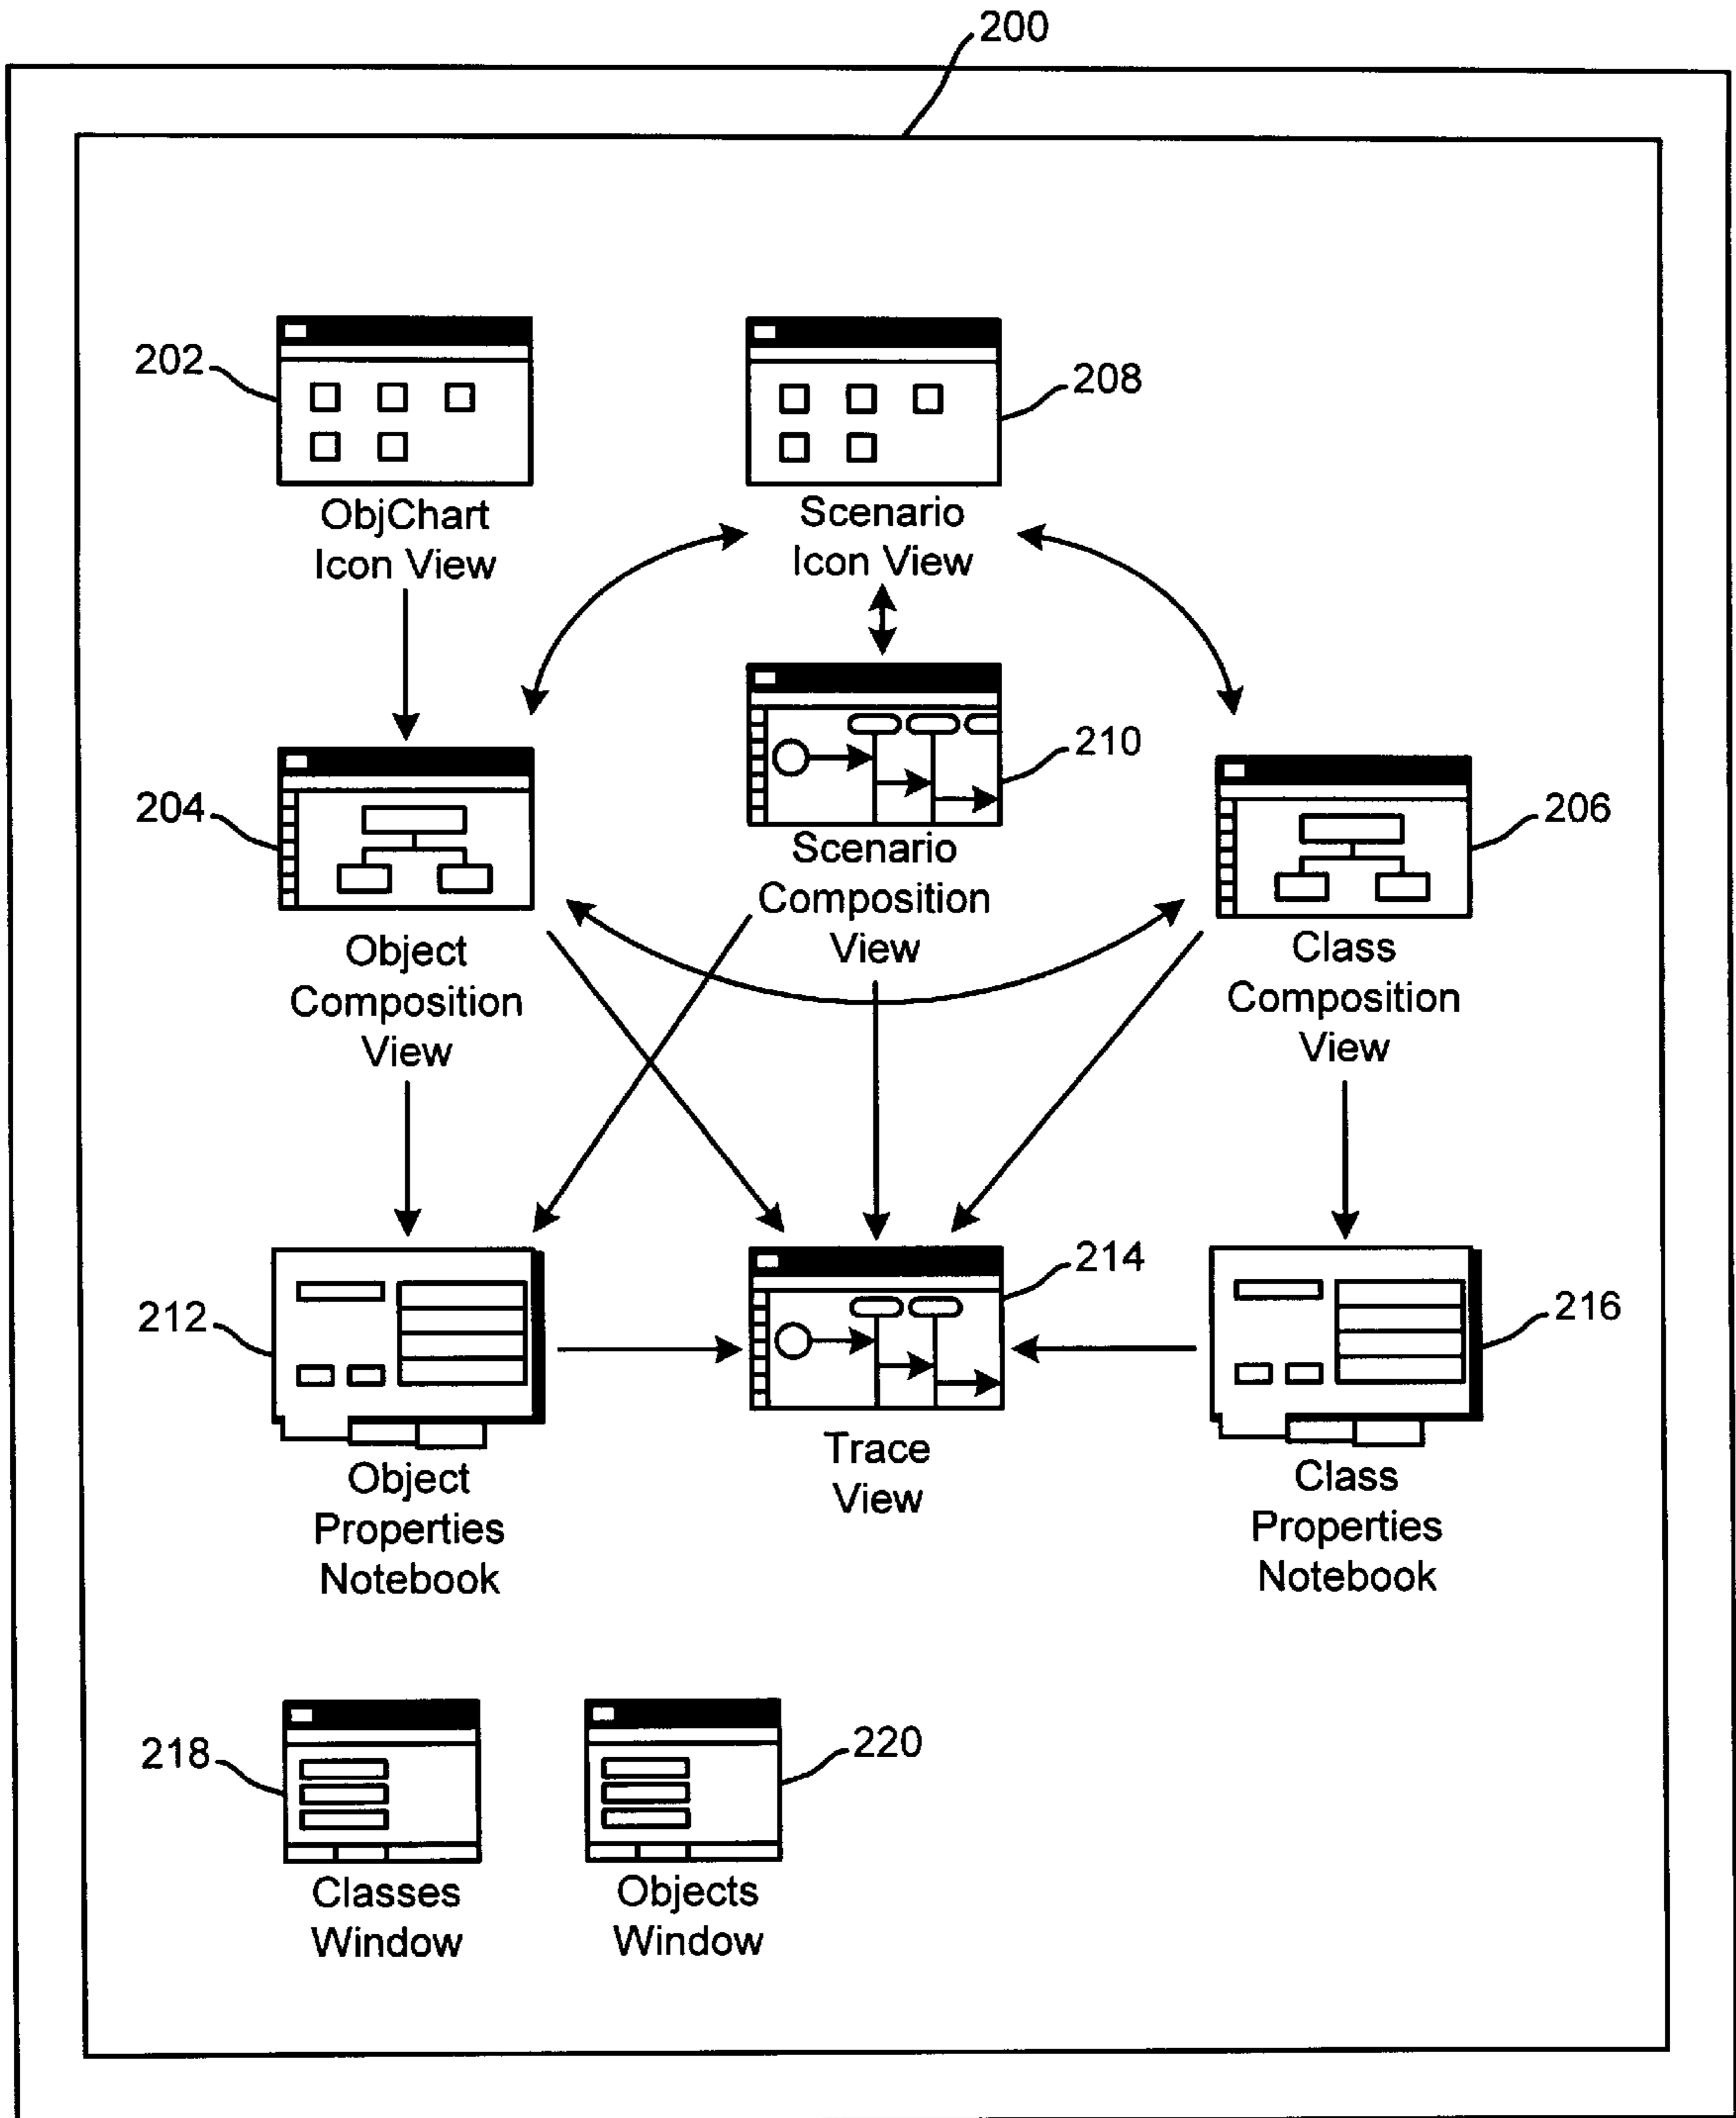 200
202
208
ObjChart
Icon View
Scenario
Icon View
204
210
206
Scenario
Composition
View
Object
Composition
View
Class
Composition
View
212
214
216
Object
Properties
Notebook
Trace
View
Class
Properties
Notebook
218
220
Classes
Window
Objects
Window